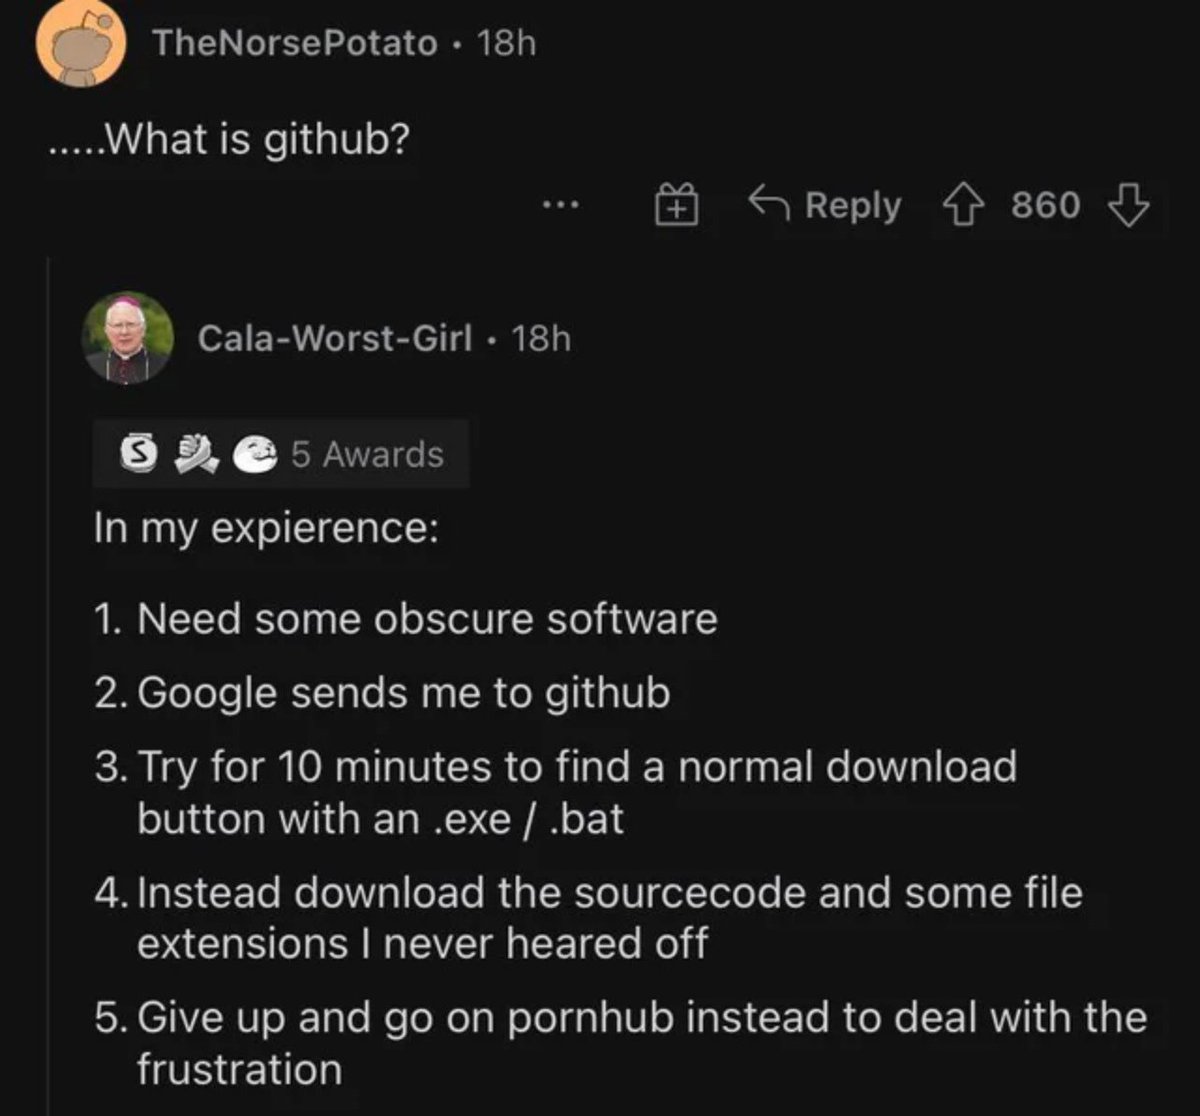 TheNorsePotato • 18h
.....What is github?
... Reply 860
Cala-Worst-Girl • 18h
S 5 Awards
In my expierence:
1. Need some obscure software
2. Google sends me to github
3. Try for 10 minutes to find a normal download
button with an .exe / .bat
4. Instead download the sourcecode and some file
extensions I never heared off
5. Give up and go on pornhub instead to deal with the
frustration